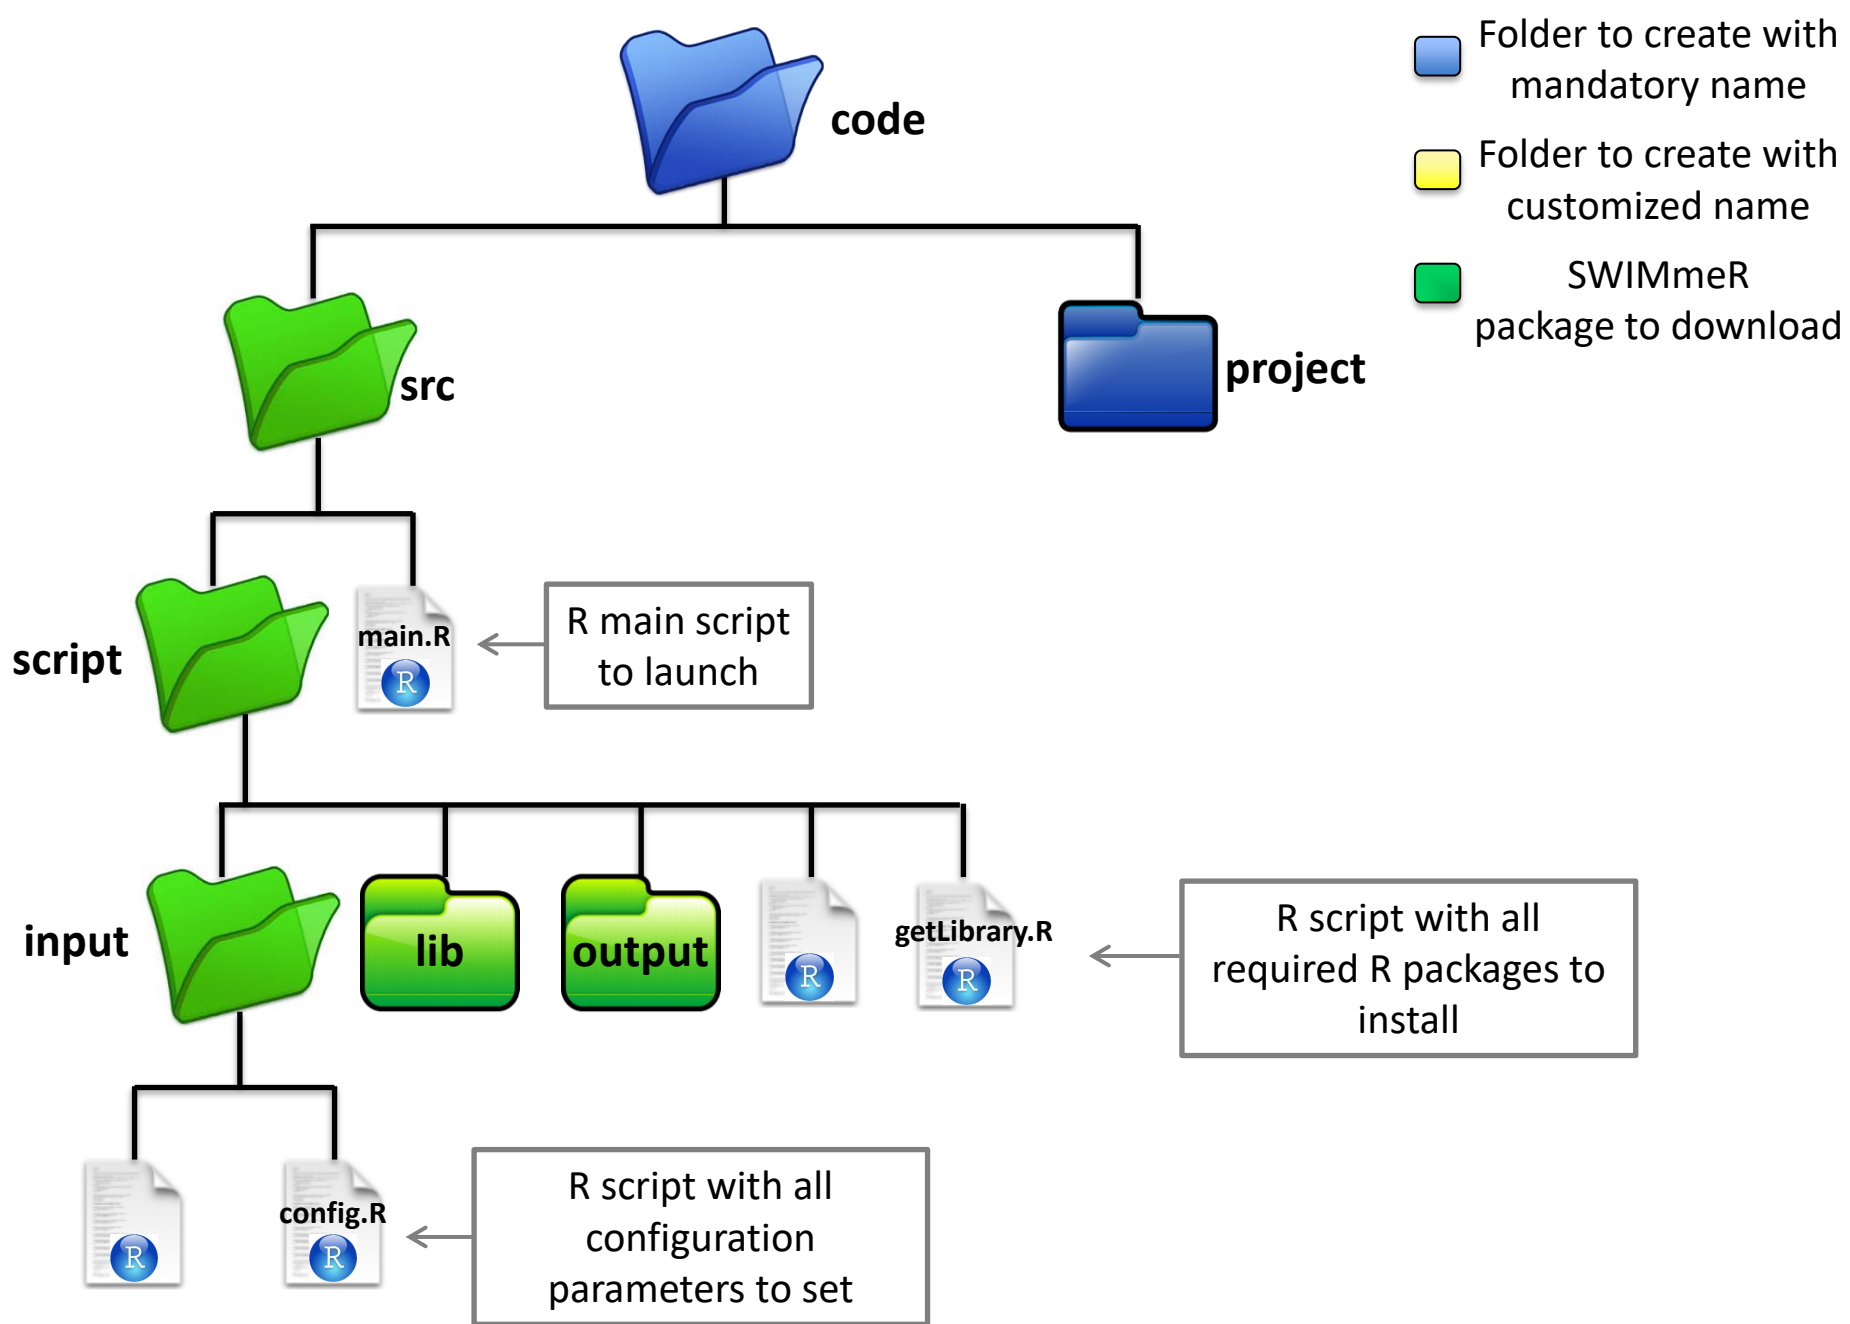 code
Folder to create with
mandatory name
Folder to create with
customized name
SWIMmeR
package to download
src
project
script
main.R
R
R main script
to launch
input
lib
output
R
getLibrary.R
R
R script with all
required R packages to
install
R
config.R
R
R script with all
configuration
parameters to set